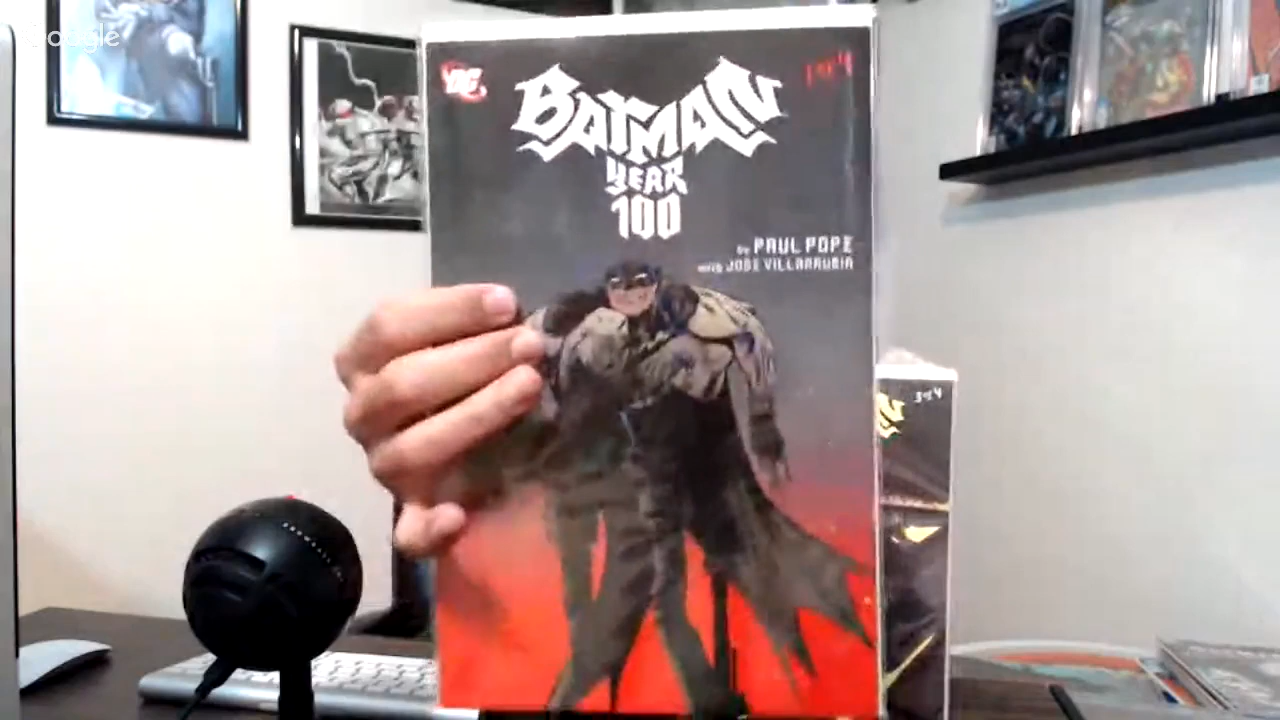 Google
DC
BATMAN
YEAR
100
1 of 4
by PAUL POPE
with JOSE VILLARRUBIA
3 of 4